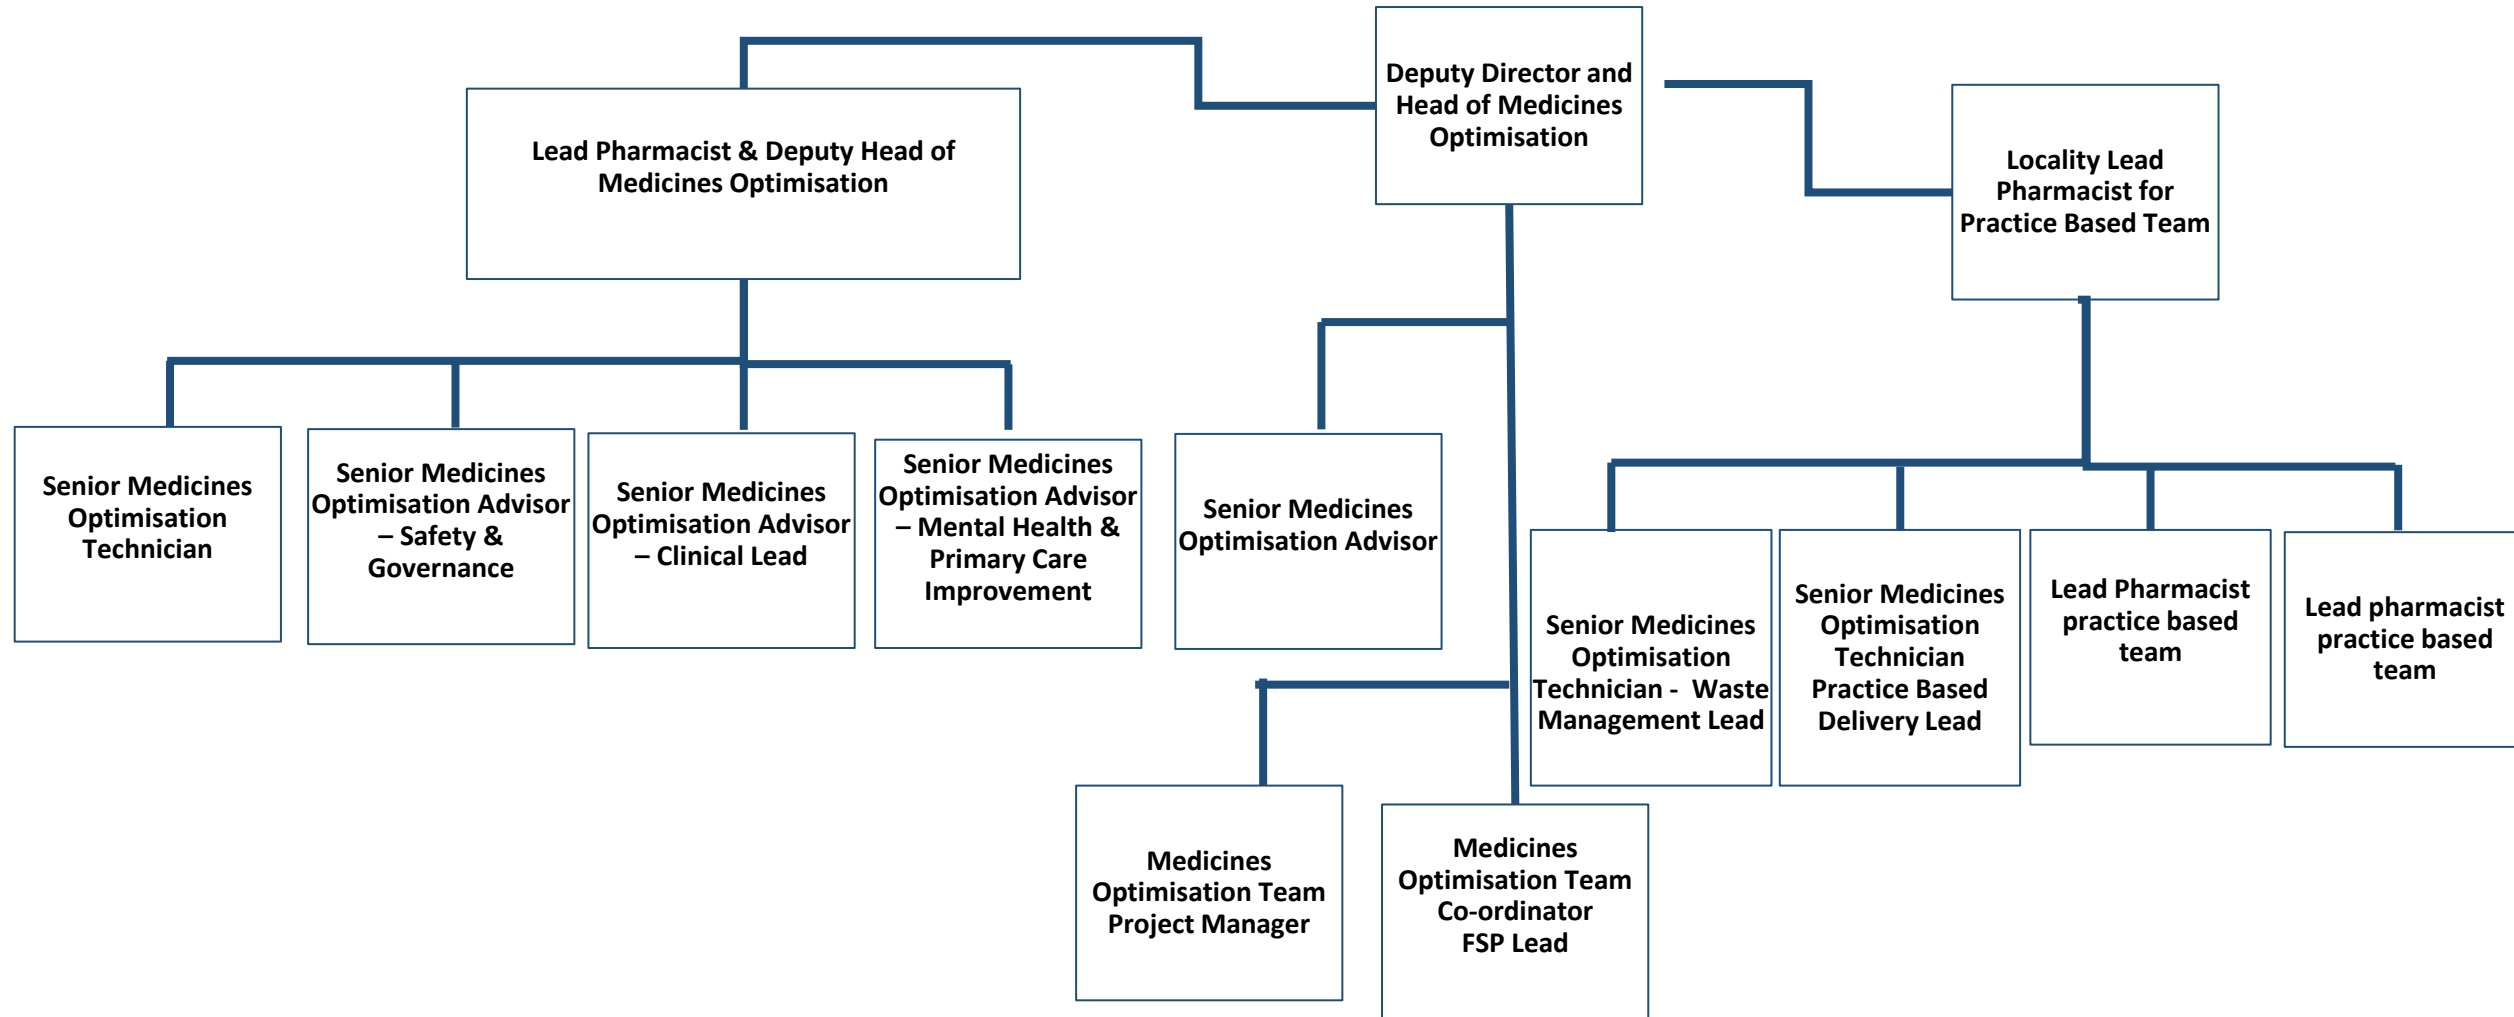 Deputy Director and
Head of Medicines
Optimisation
Lead Pharmacist & Deputy Head of
Medicines Optimisation
Locality Lead
Pharmacist for
Practice Based Team
Senior Medicines
Optimisation
Technician
Senior Medicines
Optimisation Advisor
– Safety &
Governance
Senior Medicines
Optimisation Advisor
– Clinical Lead
Senior Medicines
Optimisation Advisor
– Mental Health &
Primary Care
Improvement
Senior Medicines
Optimisation Advisor
Senior Medicines
Optimisation
Technician - Waste
Management Lead
Senior Medicines
Optimisation
Technician
Practice Based
Delivery Lead
Lead Pharmacist
practice based
team
Lead pharmacist
practice based
team
Medicines
Optimisation Team
Project Manager
Medicines
Optimisation Team
Co-ordinator
FSP Lead